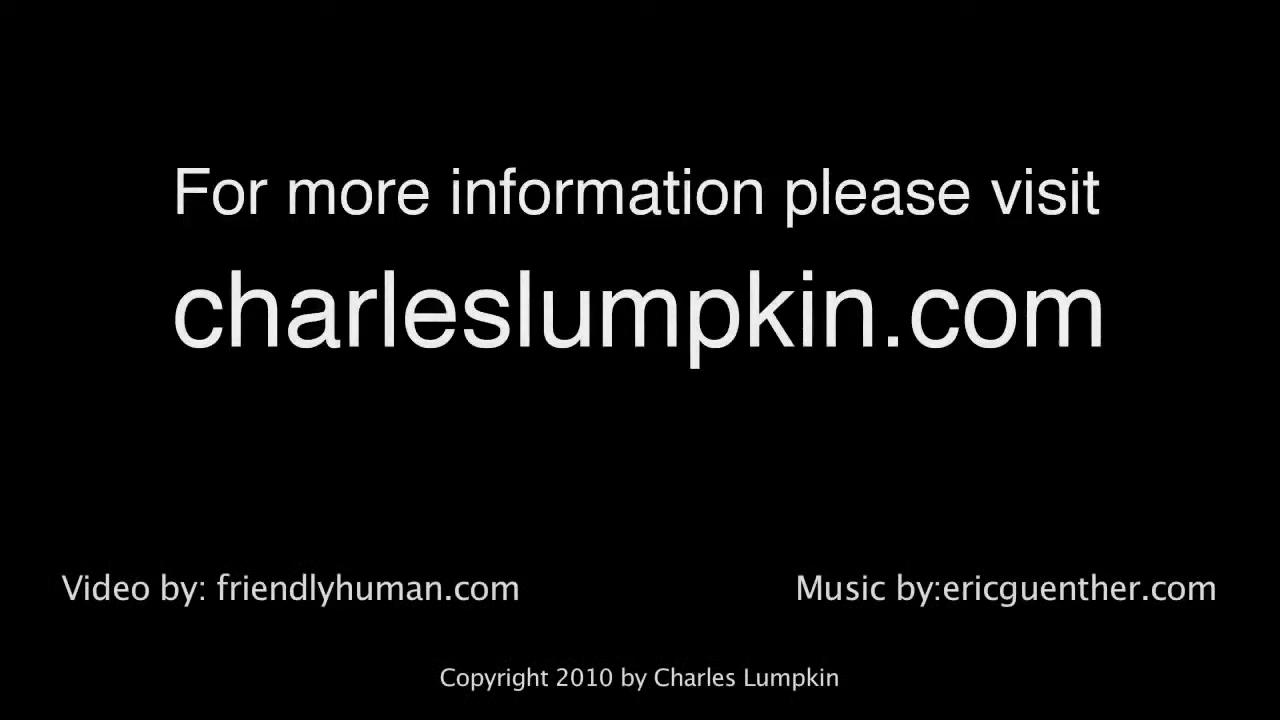 For more information please visit
charleslumpkin.com
Video by: friendlyhuman.com
Music by:ericguenther.com
Copyright 2010 by Charles Lumpkin